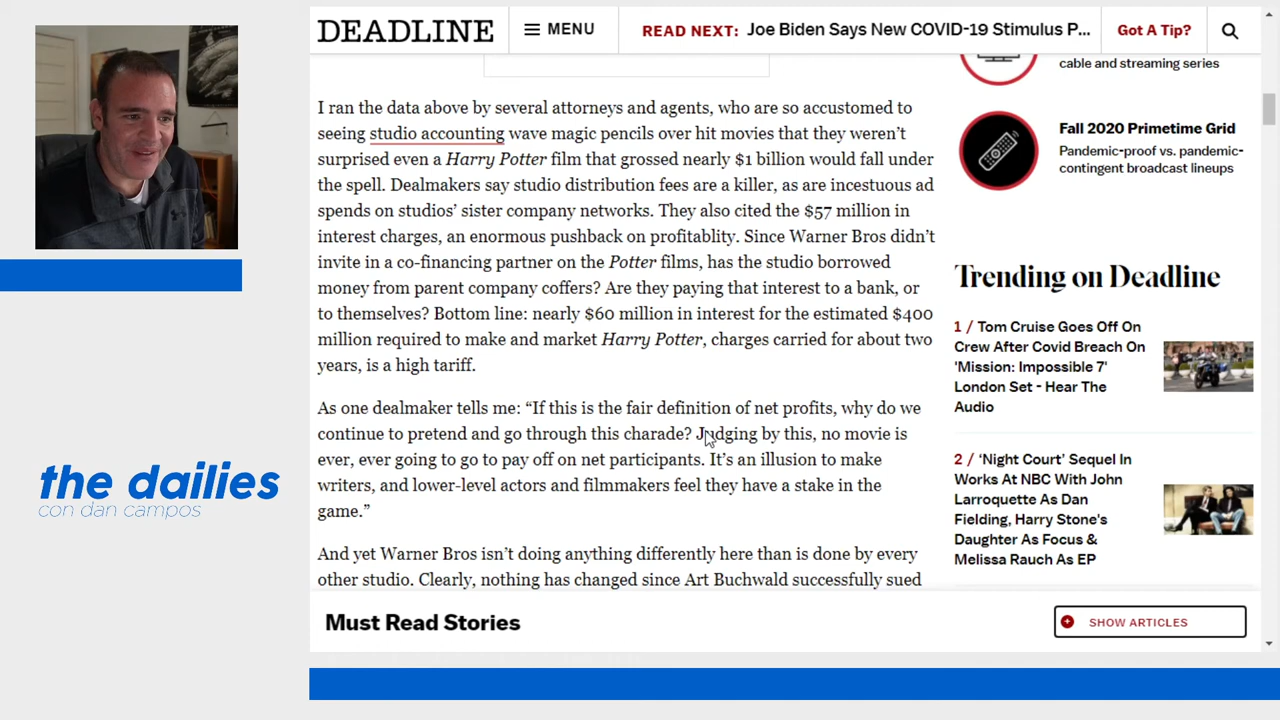 DEADLINE
MENU
READ NEXT: Joe Biden Says New COVID-19 Stimulus P...
Got A Tip?
I ran the data above by several attorneys and agents, who are so accustomed to
seeing studio accounting wave magic pencils over hit movies that they weren't
surprised even a Harry Potter film that grossed nearly $1 billion would fall under
the spell. Dealmakers say studio distribution fees are a killer, as are incestuous ad
spends on studios' sister company networks. They also cited the $57 million in
interest charges, an enormous pushback on profitablity. Since Warner Bros didn't
invite in a co-financing partner on the Potter films, has the studio borrowed
money from parent company coffers? Are they paying that interest to a bank, or
to themselves? Bottom line: nearly $60 million in interest for the estimated $400
million required to make and market Harry Potter, charges carried for about two
years, is a high tariff.
As one dealmaker tells me: “If this is the fair definition of net profits, why do we
continue to pretend and go through this charade? Judging by this, no movie is
ever, ever going to go to pay off on net participants. It's an illusion to make
writers, and lower-level actors and filmmakers feel they have a stake in the
game.”
And yet Warner Bros isn't doing anything differently here than is done by every
other studio. Clearly, nothing has changed since Art Buchwald successfully sued
cable and streaming series
Fall 2020 Primetime Grid
Pandemic-proof vs. pandemic-
contingent broadcast lineups
Trending on Deadline
1 / Tom Cruise Goes Off On
Crew After Covid Breach On
'Mission: Impossible 7'
London Set - Hear The
Audio
2 / ‘Night Court’ Sequel In
Works At NBC With John
Larroquette As Dan
Fielding, Harry Stone's
Daughter As Focus &
Melissa Rauch As EP
Must Read Stories
SHOW ARTICLES
the dailies
con dan campos